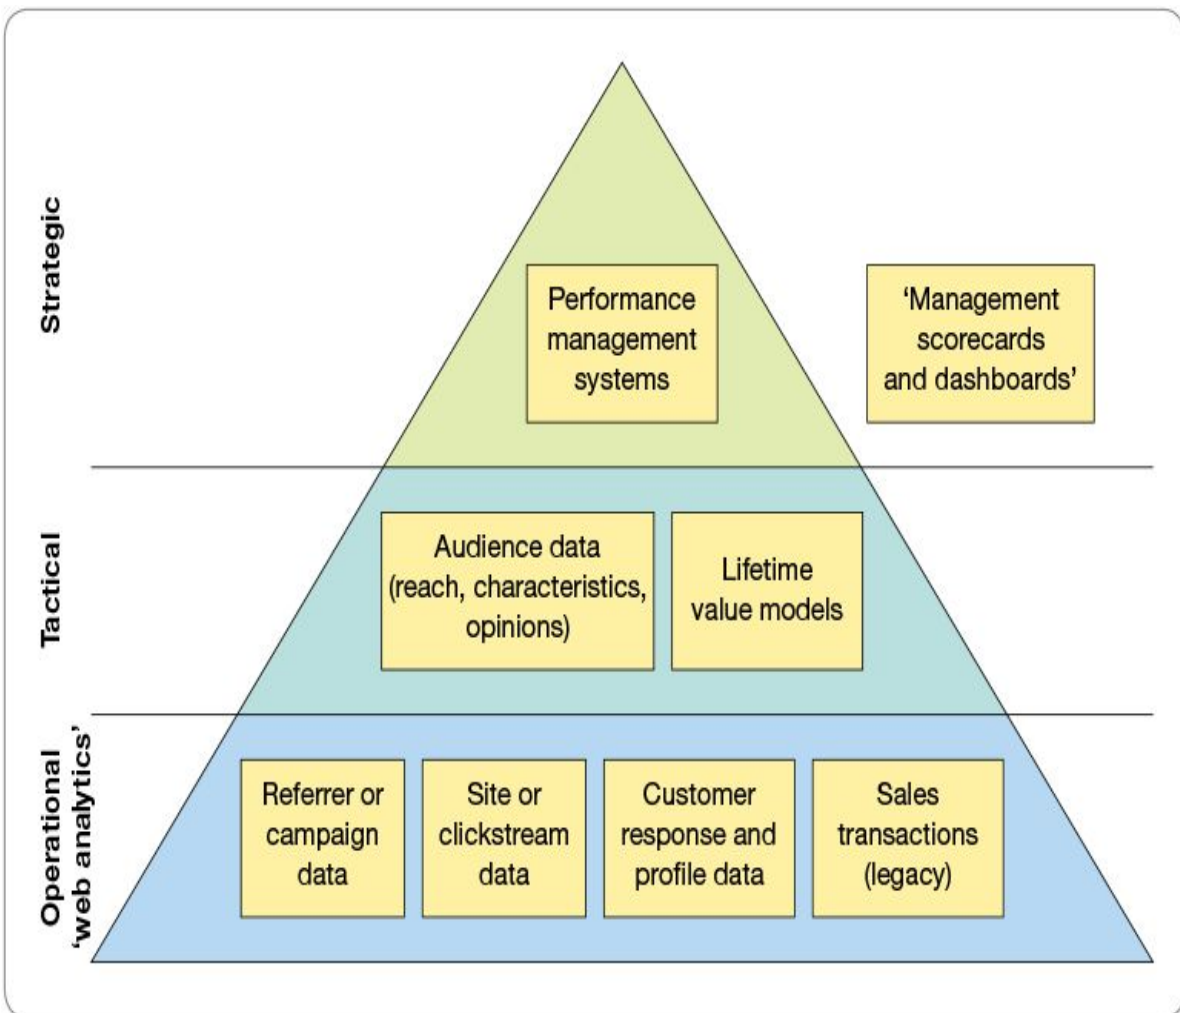 Strategic
Performance
management
systems
‘Management
scorecards
and dashboards’
Tactical
Audience data
(reach, characteristics,
opinions)
Lifetime
value models
Operational
‘web analytics’
Referrer or
campaign
data
Site or
clickstream
data
Customer
response and
profile data
Sales
transactions
(legacy)